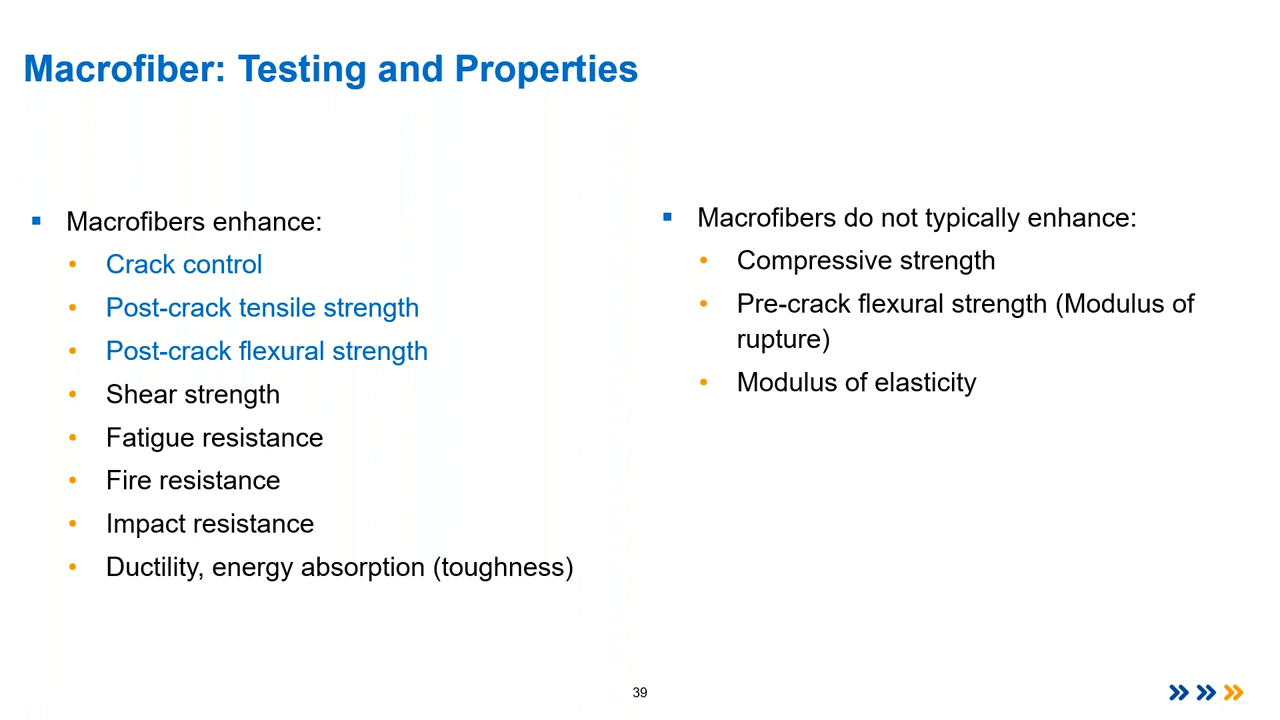 Macrofiber: Testing and Properties
▪ Macrofibers enhance:
• Crack control
• Post-crack tensile strength
• Post-crack flexural strength
• Shear strength
• Fatigue resistance
• Fire resistance
• Impact resistance
• Ductility, energy absorption (toughness)
▪ Macrofibers do not typically enhance:
• Compressive strength
• Pre-crack flexural strength (Modulus of
rupture)
• Modulus of elasticity
39